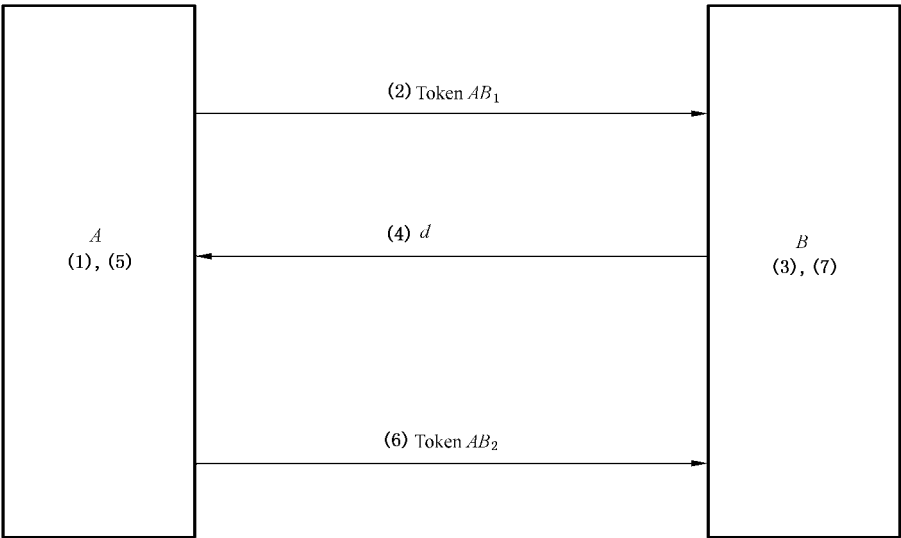 (2) Token AB₁
(4) d
A
(1), (5)
B
(3), (7)
(6) Token AB₂